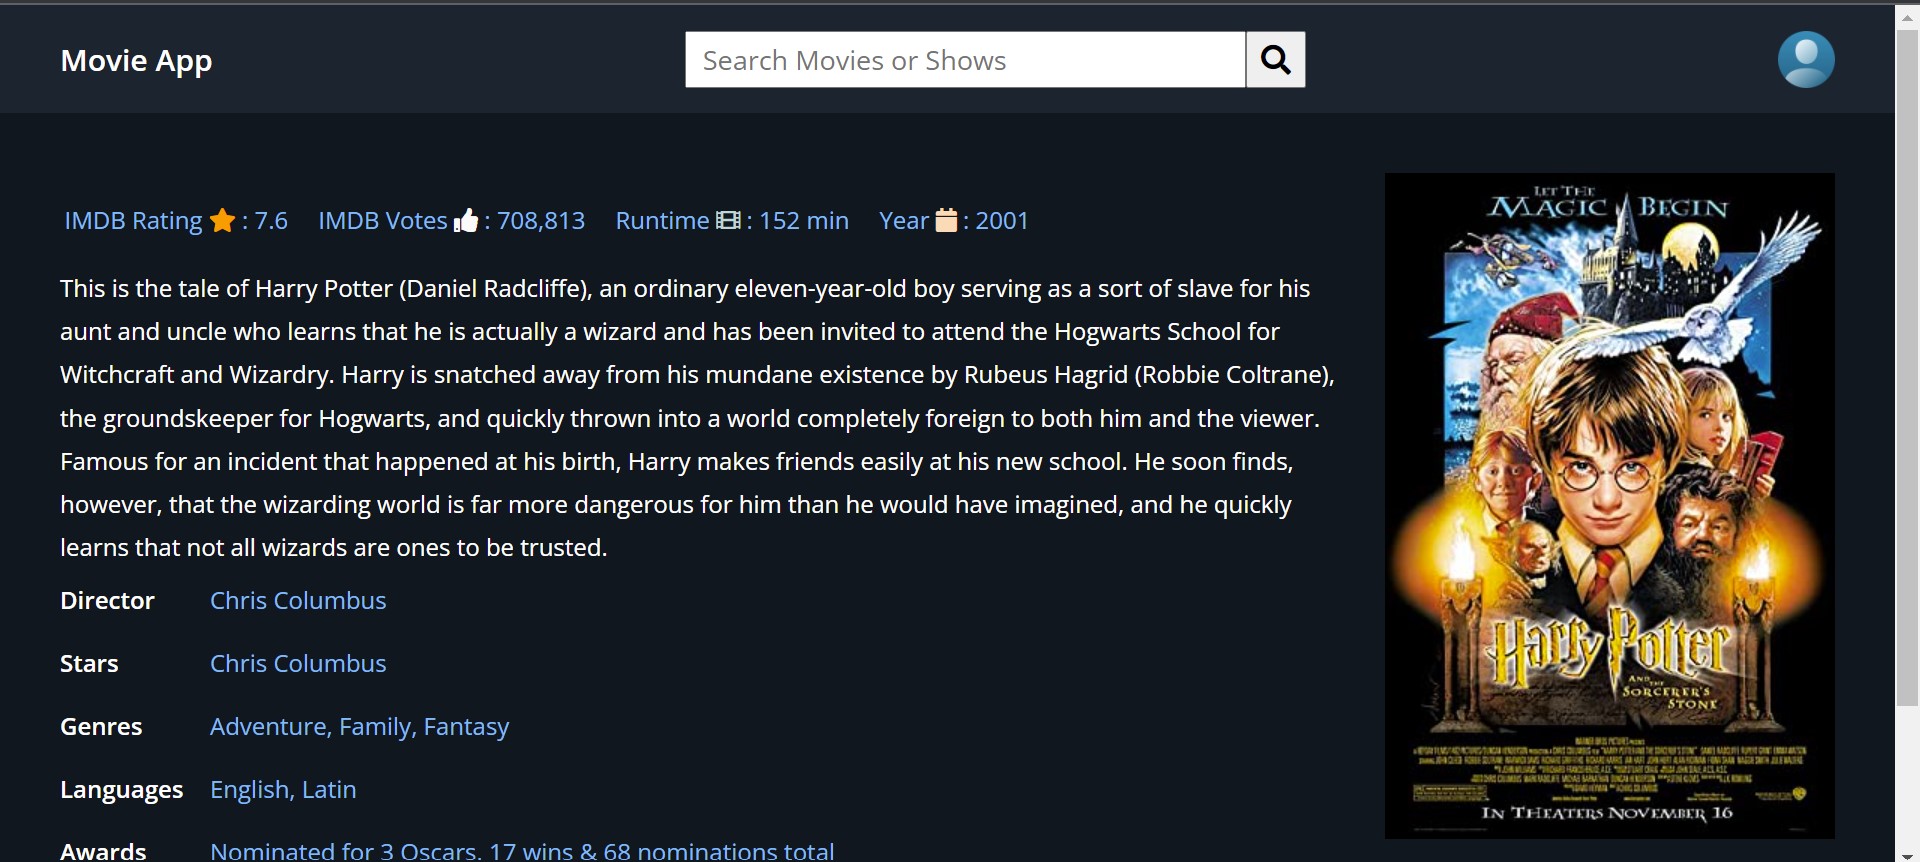 Movie App
Search Movies or Shows
IMDB Rating : 7.6 IMDB Votes : 708,813 Runtime : 152 min Year : 2001
This is the tale of Harry Potter (Daniel Radcliffe), an ordinary eleven-year-old boy serving as a sort of slave for his
aunt and uncle who learns that he is actually a wizard and has been invited to attend the Hogwarts School for
Witchcraft and Wizardry. Harry is snatched away from his mundane existence by Rubeus Hagrid (Robbie Coltrane),
the groundskeeper for Hogwarts, and quickly thrown into a world completely foreign to both him and the viewer.
Famous for an incident that happened at his birth, Harry makes friends easily at his new school. He soon finds,
however, that the wizarding world is far more dangerous for him than he would have imagined, and he quickly
learns that not all wizards are ones to be trusted.
Director Chris Columbus
Stars Chris Columbus
Genres Adventure, Family, Fantasy
Languages English, Latin
Awards Nominated for 3 Oscars. 17 wins & 68 nominations total
LET THE
MAGIC BEGIN
Harry Potter
AND THE
SORCERER'S
STONE
IN THEATERS NOVEMBER 16